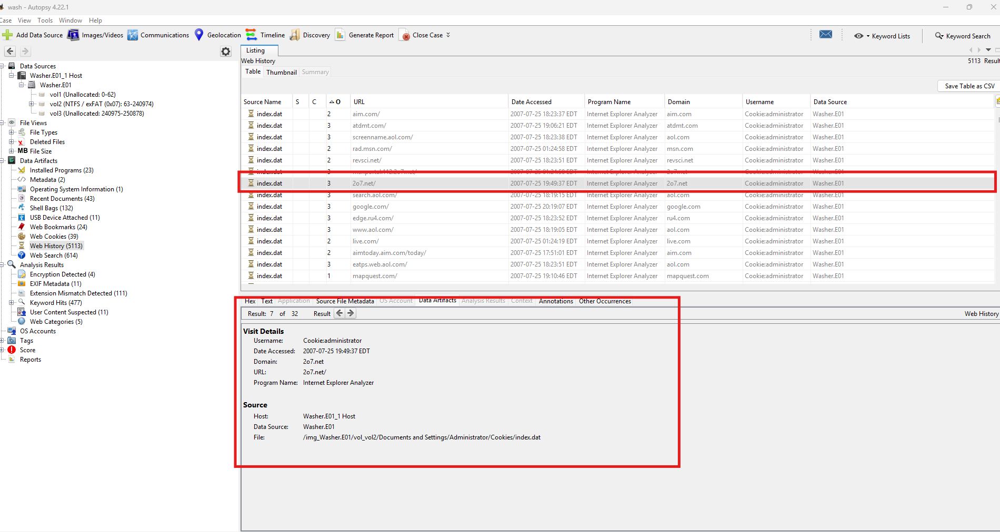 wash - Autopsy 4.22.1
Case View Tools Window Help
Add Data Source Images/Videos Communications Geolocation Timeline Discovery Generate Report Close Case Keyword Lists Keyword Search
Listing
Web History 5113 Result
Table Thumbnail Summary
Save Table as CSV
Data Sources
Washer.E01_1 Host
Washer.E01
vol1 (Unallocated: 0-62)
vol2 (NTFS / exFAT (0x07): 63-240974)
vol3 (Unallocated: 240975-250878)
File Views
File Types
Deleted Files
MB File Size
Data Artifacts
Installed Programs (23)
Metadata (2)
Operating System Information (1)
Recent Documents (43)
Shell Bags (132)
USB Device Attached (11)
Web Bookmarks (24)
Web Cookies (39)
Web History (5113)
Web Search (614)
Analysis Results
Encryption Detected (4)
EXIF Metadata (11)
Extension Mismatch Detected (111)
Keyword Hits (477)
User Content Suspected (11)
Web Categories (5)
OS Accounts
Tags
Score
Reports
Source Name S C O URL Date Accessed Program Name Domain Username Data Source
index.dat 2 aim.com/ 2007-07-25 18:23:37 EDT Internet Explorer Analyzer aim.com Cookie:administrator Washer.E01
index.dat 3 atdmt.com/ 2007-07-25 19:06:21 EDT Internet Explorer Analyzer atdmt.com Cookie:administrator Washer.E01
index.dat 3 screenname.aol.com/ 2007-07-25 18:23:38 EDT Internet Explorer Analyzer aol.com Cookie:administrator Washer.E01
index.dat 2 rad.msn.com/ 2007-07-25 01:24:58 EDT Internet Explorer Analyzer msn.com Cookie:administrator Washer.E01
index.dat 2 revsci.net/ 2007-07-25 18:23:51 EDT Internet Explorer Analyzer revsci.net Cookie:administrator Washer.E01
index.dat 3 msnportal.112.2o7.net/ 2007-07-25 01:24:58 EDT Internet Explorer Analyzer 2o7.net Cookie:administrator Washer.E01
index.dat 3 2o7.net/ 2007-07-25 19:49:37 EDT Internet Explorer Analyzer 2o7.net Cookie:administrator Washer.E01
index.dat 3 search.aol.com/ 2007-07-25 18:19:15 EDT Internet Explorer Analyzer aol.com Cookie:administrator Washer.E01
index.dat 3 google.com/ 2007-07-25 20:19:07 EDT Internet Explorer Analyzer google.com Cookie:administrator Washer.E01
index.dat 3 edge.ru4.com/ 2007-07-25 18:23:52 EDT Internet Explorer Analyzer ru4.com Cookie:administrator Washer.E01
index.dat 3 www.aol.com/ 2007-07-25 18:19:05 EDT Internet Explorer Analyzer aol.com Cookie:administrator Washer.E01
index.dat 2 live.com/ 2007-07-25 01:24:19 EDT Internet Explorer Analyzer live.com Cookie:administrator Washer.E01
index.dat 2 aimtoday.aim.com/today/ 2007-07-25 17:51:01 EDT Internet Explorer Analyzer aim.com Cookie:administrator Washer.E01
index.dat 3 eatps.web.aol.com/ 2007-07-25 18:23:51 EDT Internet Explorer Analyzer aol.com Cookie:administrator Washer.E01
index.dat 1 mapquest.com/ 2007-07-25 19:10:46 EDT Internet Explorer Analyzer mapquest.com Cookie:administrator Washer.E01
Hex Text Application Source File Metadata OS Account Data Artifacts Analysis Results Context Annotations Other Occurrences
Result: 7 of 32 Result Web History
Visit Details
Username: Cookie:administrator
Date Accessed: 2007-07-25 19:49:37 EDT
Domain: 2o7.net
URL: 2o7.net/
Program Name: Internet Explorer Analyzer
Source
Host: Washer.E01_1 Host
Data Source: Washer.E01
File: /img_Washer.E01/vol_vol2/Documents and Settings/Administrator/Cookies/index.dat